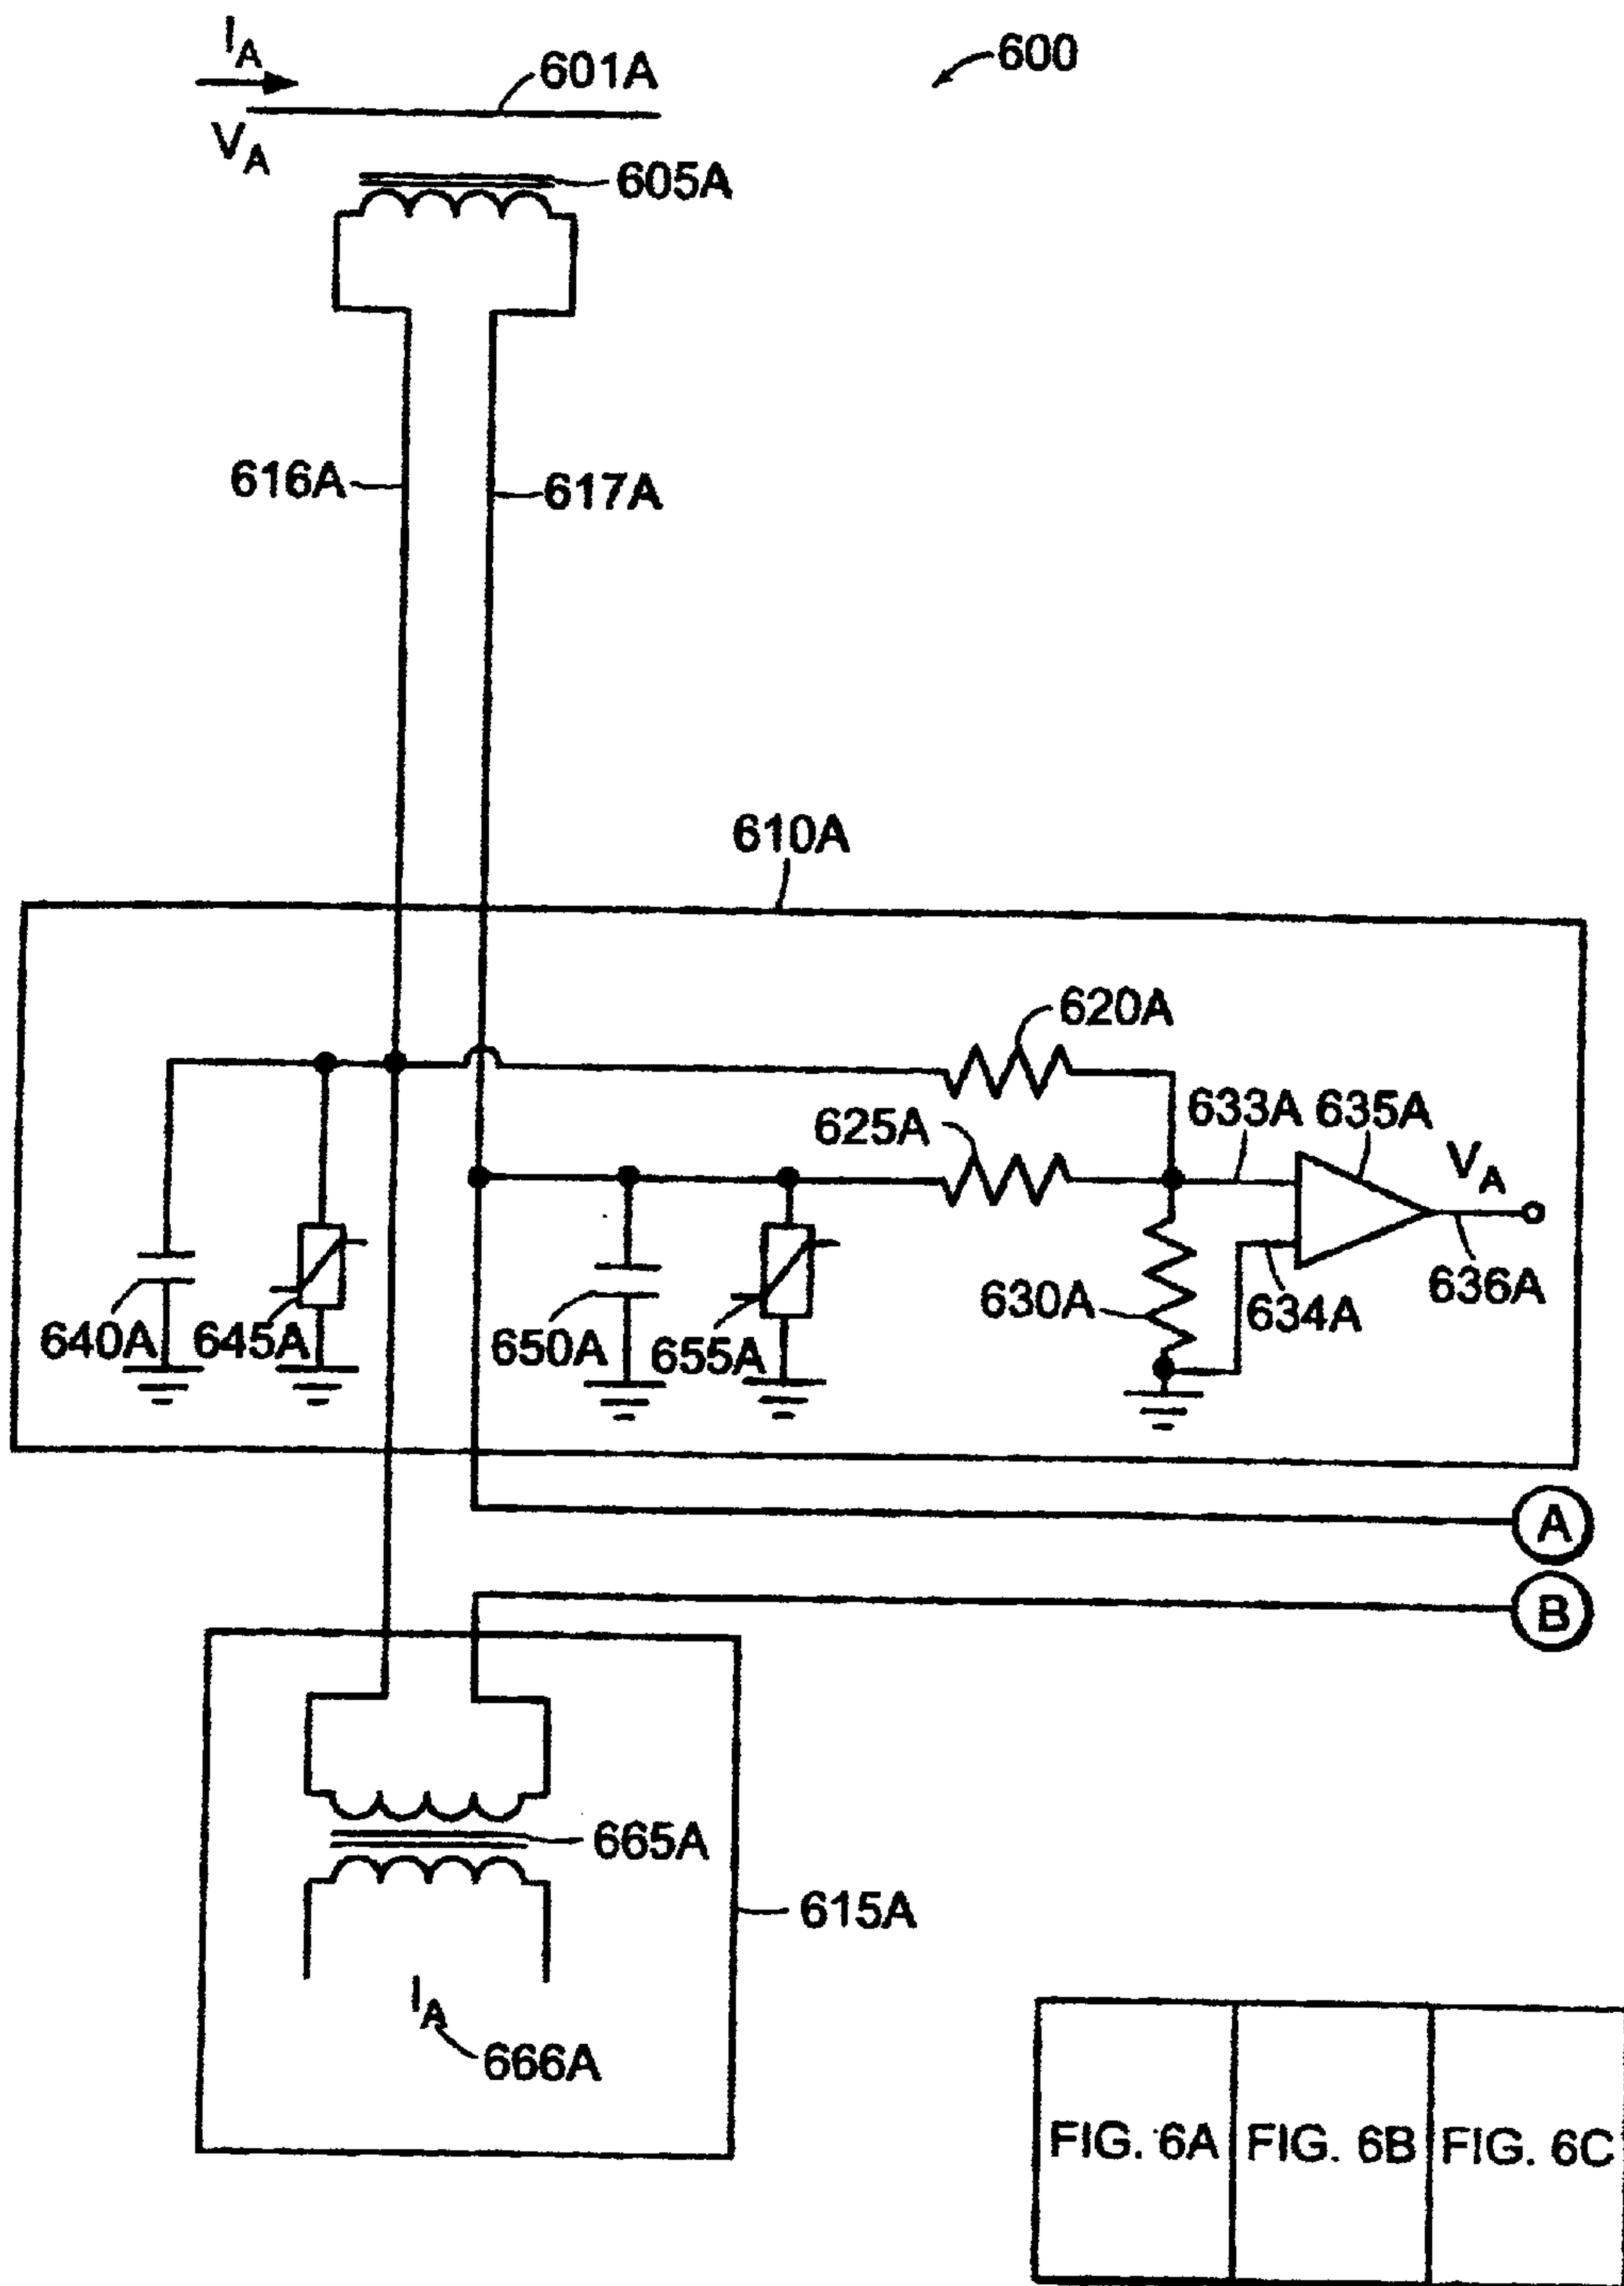 I_A
601A
600
V_A
605A
616A
617A
610A
620A
633A 635A
625A
V_A
640A
645A
650A
655A
630A
634A
636A
A
B
665A
615A
I_A
666A
FIG. 6A FIG. 6B FIG. 6C